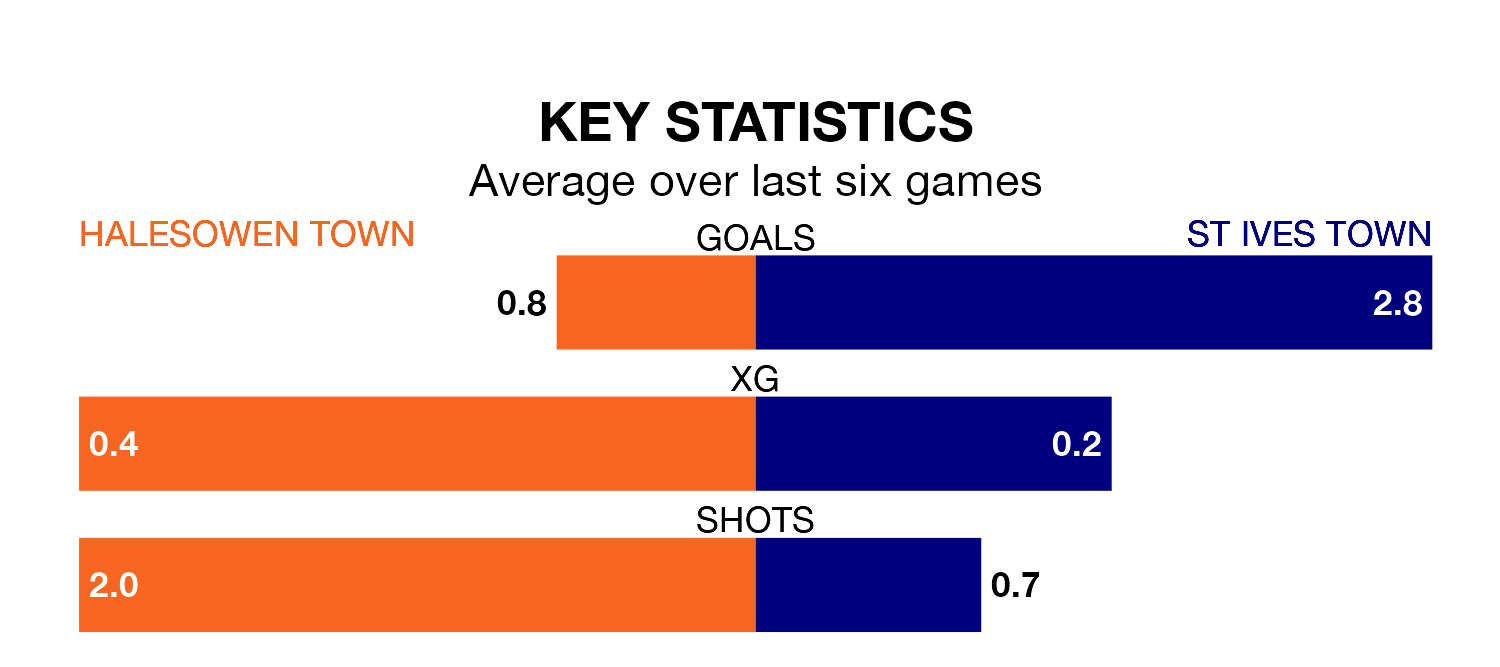 KEY STATISTICS
Average over last six games
HALESOWEN TOWN
GOALS
ST IVES TOWN
0.8
2.8
XG
0.4
0.2
SHOTS
2.0
0.7